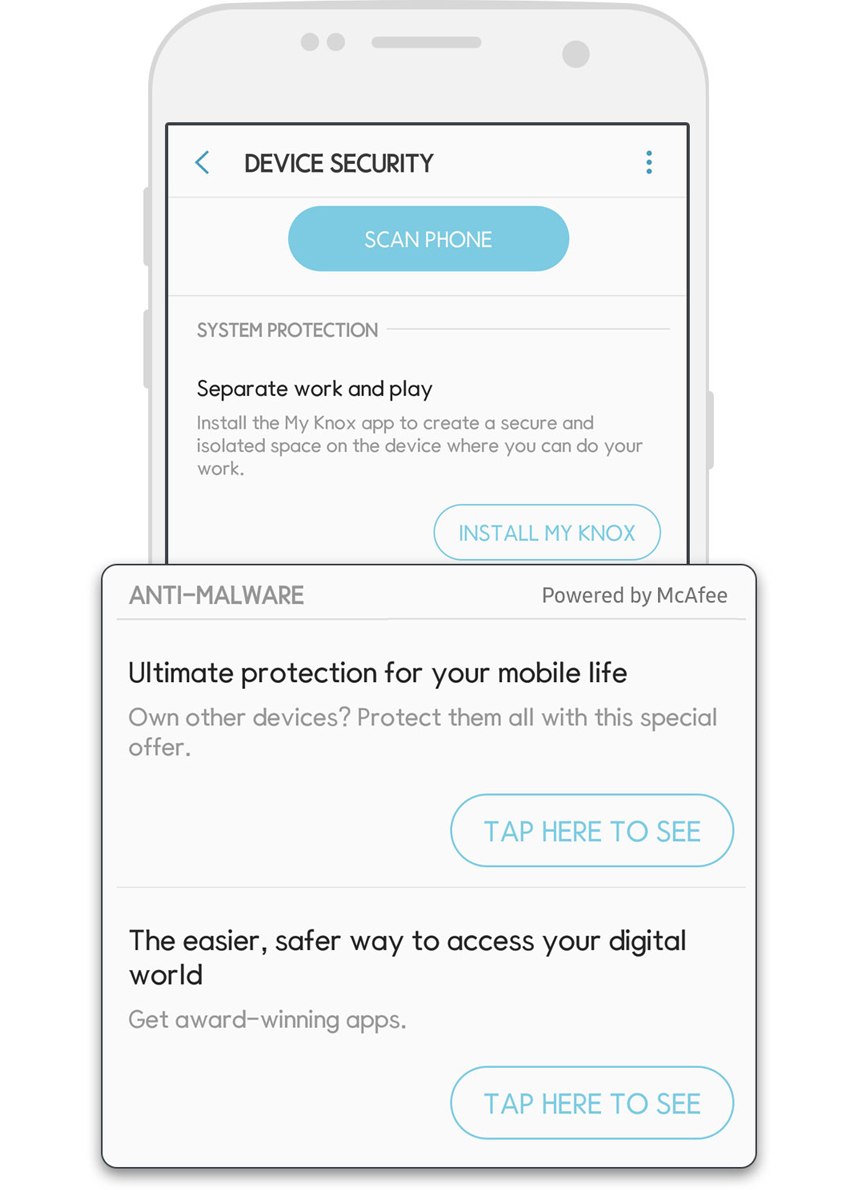 DEVICE SECURITY
SCAN PHONE
SYSTEM PROTECTION
Separate work and play
Install the My Knox app to create a secure and
isolated space on the device where you can do your
work.
INSTALL MY KNOX
ANTI-MALWARE
Powered by McAfee
Ultimate protection for your mobile life
Own other devices? Protect them all with this special
offer.
TAP HERE TO SEE
The easier, safer way to access your digital
world
Get award-winning apps.
TAP HERE TO SEE